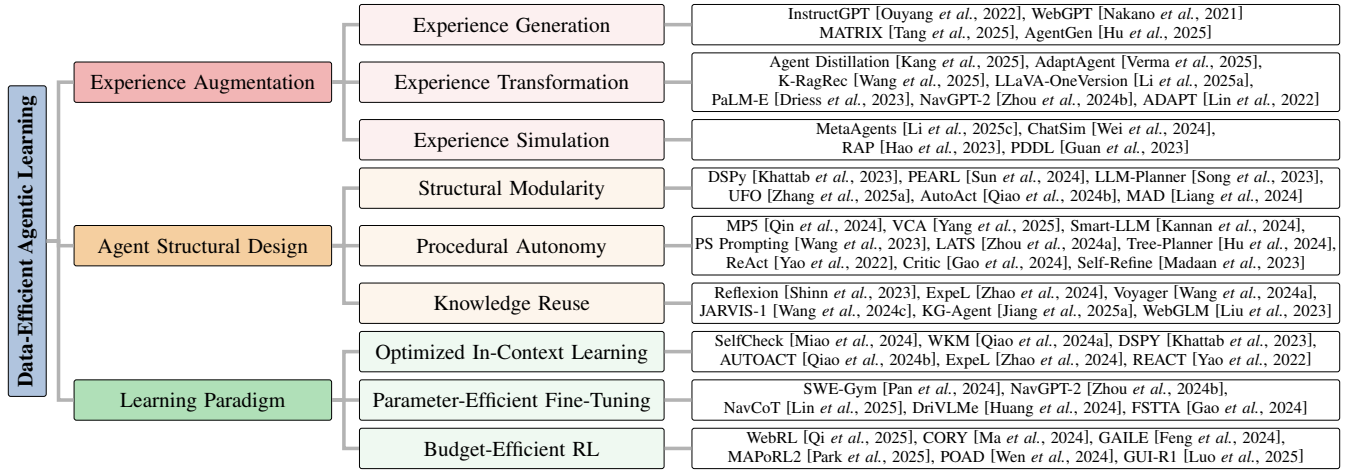 Data-Efficient Agentic Learning
Experience Augmentation
Experience Generation
InstructGPT [Ouyang et al., 2022], WebGPT [Nakano et al., 2021]
MATRIX [Tang et al., 2025], AgentGen [Hu et al., 2025]
Experience Transformation
Agent Distillation [Kang et al., 2025], AdaptAgent [Verma et al., 2025],
K-RagRec [Wang et al., 2025], LLaVA-OneVersion [Li et al., 2025a],
PaLM-E [Driess et al., 2023], NavGPT-2 [Zhou et al., 2024b], ADAPT [Lin et al., 2022]
Experience Simulation
MetaAgents [Li et al., 2025c], ChatSim [Wei et al., 2024],
RAP [Hao et al., 2023], PDDL [Guan et al., 2023]
Agent Structural Design
Structural Modularity
DSPy [Khattab et al., 2023], PEARL [Sun et al., 2024], LLM-Planner [Song et al., 2023],
UFO [Zhang et al., 2025a], AutoAct [Qiao et al., 2024b], MAD [Liang et al., 2024]
Procedural Autonomy
MP5 [Qin et al., 2024], VCA [Yang et al., 2025], Smart-LLM [Kannan et al., 2024],
PS Prompting [Wang et al., 2023], LATS [Zhou et al., 2024a], Tree-Planner [Hu et al., 2024],
ReAct [Yao et al., 2022], Critic [Gao et al., 2024], Self-Refine [Madaan et al., 2023]
Knowledge Reuse
Reflexion [Shinn et al., 2023], ExpeL [Zhao et al., 2024], Voyager [Wang et al., 2024a],
JARVIS-1 [Wang et al., 2024c], KG-Agent [Jiang et al., 2025a], WebGLM [Liu et al., 2023]
Learning Paradigm
Optimized In-Context Learning
SelfCheck [Miao et al., 2024], WKM [Qiao et al., 2024a], DSPY [Khattab et al., 2023],
AUTOACT [Qiao et al., 2024b], ExpeL [Zhao et al., 2024], REACT [Yao et al., 2022]
Parameter-Efficient Fine-Tuning
SWE-Gym [Pan et al., 2024], NavGPT-2 [Zhou et al., 2024b],
NavCoT [Lin et al., 2025], DriVLMe [Huang et al., 2024], FSTTA [Gao et al., 2024]
Budget-Efficient RL
WebRL [Qi et al., 2025], CORY [Ma et al., 2024], GAILE [Feng et al., 2024],
MAPoRL2 [Park et al., 2025], POAD [Wen et al., 2024], GUI-R1 [Luo et al., 2025]